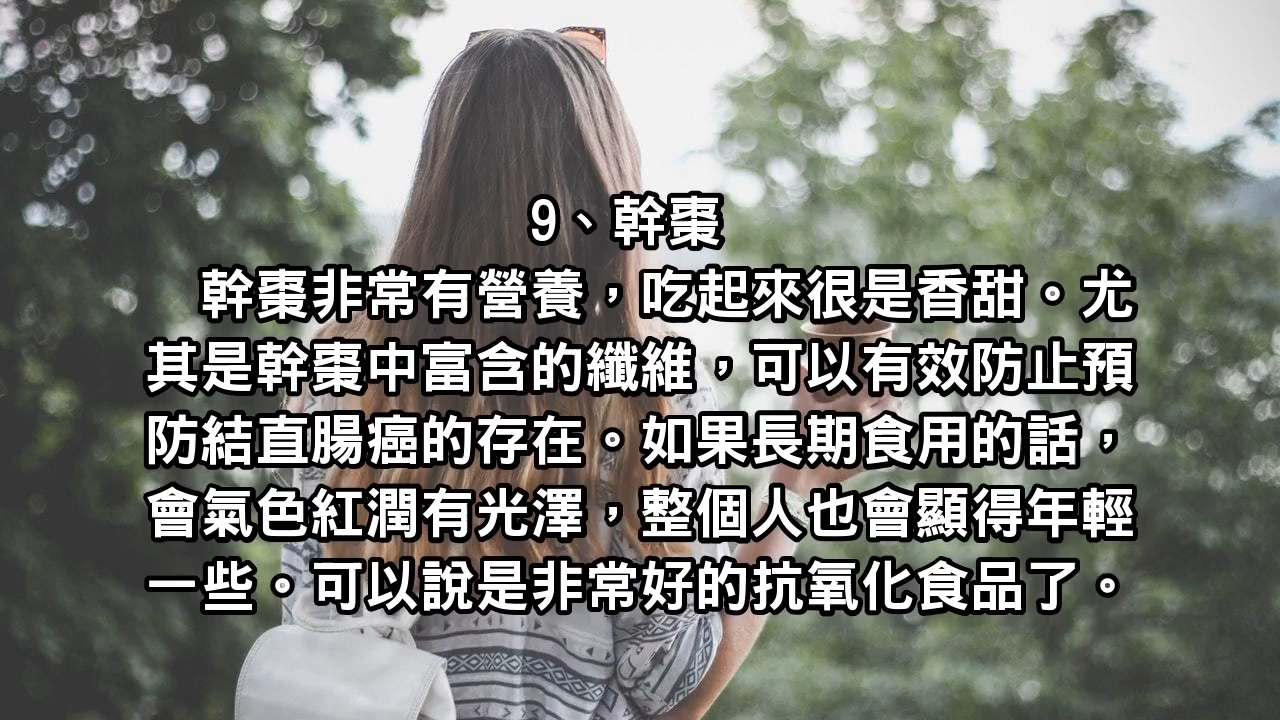 9、幹棗
幹棗非常有營養，吃起來很是香甜。尤
其是幹棗中富含的纖維，可以有效防止預
防結直腸癌的存在。如果長期食用的話，
會氣色紅潤有光澤，整個人也會顯得年輕
一些。可以說是非常好的抗氧化食品了。